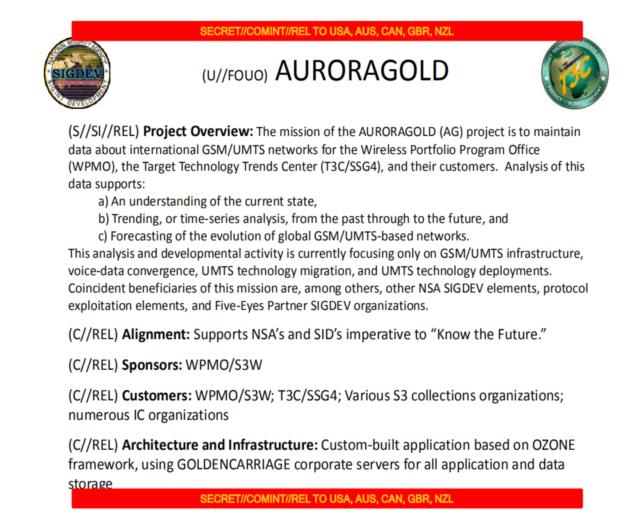 SECRET//COMINT//REL TO USA, AUS, CAN, GBR, NZL
SIGDEV
T3C
(U//FOUO) AURORAGOLD
(S//SI//REL) Project Overview: The mission of the AURORAGOLD (AG) project is to maintain
data about international GSM/UMTS networks for the Wireless Portfolio Program Office
(WPMO), the Target Technology Trends Center (T3C/SSG4), and their customers. Analysis of this
data supports:
a) An understanding of the current state,
b) Trending, or time-series analysis, from the past through to the future, and
c) Forecasting of the evolution of global GSM/UMTS-based networks.
This analysis and developmental activity is currently focusing only on GSM/UMTS infrastructure,
voice-data convergence, UMTS technology migration, and UMTS technology deployments.
Coincident beneficiaries of this mission are, among others, other NSA SIGDEV elements, protocol
exploitation elements, and Five-Eyes Partner SIGDEV organizations.
(C//REL) Alignment: Supports NSA's and SID's imperative to “Know the Future.”
(C//REL) Sponsors: WPMO/S3W
(C//REL) Customers: WPMO/S3W; T3C/SSG4; Various S3 collections organizations;
numerous IC organizations
(C//REL) Architecture and Infrastructure: Custom-built application based on OZONE
framework, using GOLDENCARRIAGE corporate servers for all application and data
storage
SECRET//COMINT//REL TO USA, AUS, CAN, GBR, NZL